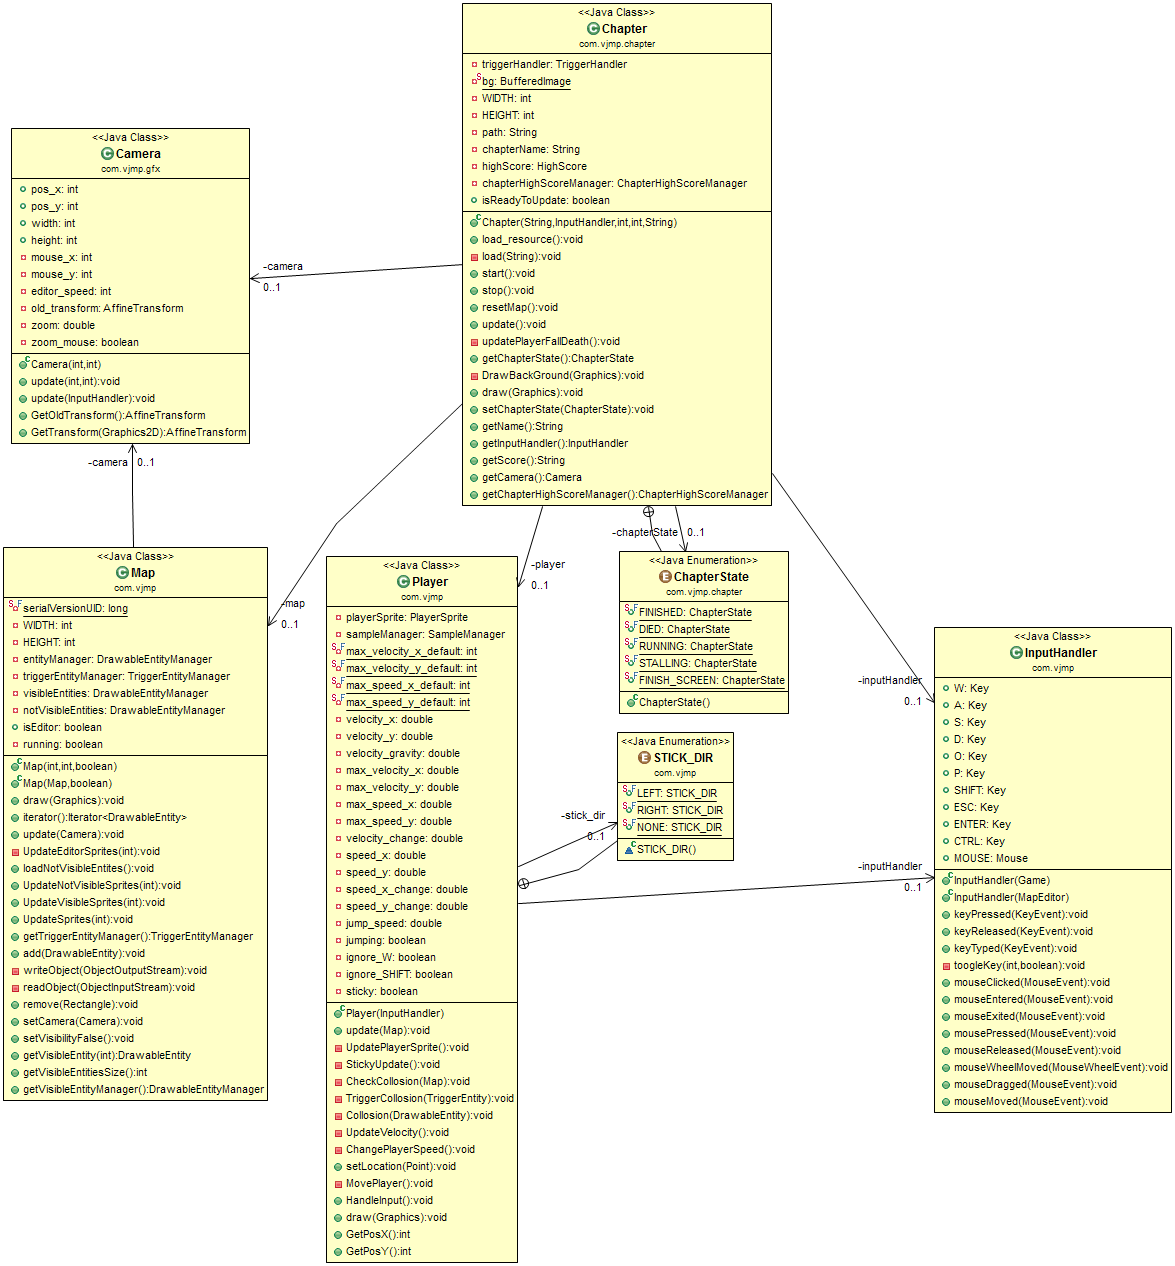 <<Java Class>>
Chapter
com.vjmp.chapter
triggerHandler: TriggerHandler
bg: BufferedImage
WIDTH: int
HEIGHT: int
path: String
chapterName: String
highScore: HighScore
chapterHighScoreManager: ChapterHighScoreManager
isReadyToUpdate: boolean
Chapter(String,InputHandler,int,int,String)
load_resource():void
load(String):void
start():void
stop():void
resetMap():void
update():void
updatePlayerFallDeath():void
getChapterState():ChapterState
DrawBackGround(Graphics):void
draw(Graphics):void
setChapterState(ChapterState):void
getName():String
getInputHandler():InputHandler
getScore():String
getCamera():Camera
getChapterHighScoreManager():ChapterHighScoreManager
<<Java Class>>
Camera
com.vjmp.gfx
pos_x: int
pos_y: int
width: int
height: int
mouse_x: int
mouse_y: int
editor_speed: int
old_transform: AffineTransform
zoom: double
zoom_mouse: boolean
Camera(int,int)
update(int,int):void
update(InputHandler):void
GetOldTransform():AffineTransform
GetTransform(Graphics2D):AffineTransform
-camera
0..1
-camera
0..1
<<Java Class>>
Map
com.vjmp
serialVersionUID: long
WIDTH: int
HEIGHT: int
entityManager: DrawableEntityManager
triggerEntityManager: TriggerEntityManager
visibleEntities: DrawableEntityManager
notVisibleEntities: DrawableEntityManager
isEditor: boolean
running: boolean
Map(int,int,boolean)
Map(Map,boolean)
draw(Graphics):void
iterator():Iterator<DrawableEntity>
update(Camera):void
UpdateEditorSprites(int):void
loadNotVisibleEntites():void
UpdateNotVisibleSprites(int):void
UpdateVisibleSprites(int):void
UpdateSprites(int):void
getTriggerEntityManager():TriggerEntityManager
add(DrawableEntity):void
writeObject(ObjectOutputStream):void
readObject(ObjectInputStream):void
remove(Rectangle):void
setCamera(Camera):void
setVisibilityFalse():void
getVisibleEntity(int):DrawableEntity
getVisibleEntitiesSize():int
getVisibleEntityManager():DrawableEntityManager
-map
0..1
<<Java Class>>
Player
com.vjmp
playerSprite: PlayerSprite
sampleManager: SampleManager
max_velocity_x_default: int
max_velocity_y_default: int
max_speed_x_default: int
max_speed_y_default: int
velocity_x: double
velocity_y: double
velocity_gravity: double
max_velocity_x: double
max_velocity_y: double
max_speed_x: double
max_speed_y: double
velocity_change: double
speed_x: double
speed_y: double
speed_x_change: double
speed_y_change: double
jump_speed: double
jumping: boolean
ignore_W: boolean
ignore_SHIFT: boolean
sticky: boolean
Player(InputHandler)
update(Map):void
UpdatePlayerSprite():void
StickyUpdate():void
CheckCollosion(Map):void
TriggerCollosion(TriggerEntity):void
Collosion(DrawableEntity):void
UpdateVelocity():void
ChangePlayerSpeed():void
setLocation(Point):void
MovePlayer():void
HandleInput():void
draw(Graphics):void
GetPosX():int
GetPosY():int
-player
0..1
-chapterState
0..1
<<Java Enumeration>>
ChapterState
com.vjmp.chapter
FINISHED: ChapterState
DIED: ChapterState
RUNNING: ChapterState
STALLING: ChapterState
FINISH_SCREEN: ChapterState
ChapterState()
<<Java Enumeration>>
STICK_DIR
com.vjmp
LEFT: STICK_DIR
RIGHT: STICK_DIR
NONE: STICK_DIR
STICK_DIR()
-stick_dir
0..1
-inputHandler
0..1
-inputHandler
0..1
<<Java Class>>
InputHandler
com.vjmp
W: Key
A: Key
S: Key
D: Key
O: Key
P: Key
SHIFT: Key
ESC: Key
ENTER: Key
CTRL: Key
MOUSE: Mouse
InputHandler(Game)
InputHandler(MapEditor)
keyPressed(KeyEvent):void
keyReleased(KeyEvent):void
keyTyped(KeyEvent):void
toogleKey(int,boolean):void
mouseClicked(MouseEvent):void
mouseEntered(MouseEvent):void
mouseExited(MouseEvent):void
mousePressed(MouseEvent):void
mouseReleased(MouseEvent):void
mouseWheelMoved(MouseWheelEvent):void
mouseDragged(MouseEvent):void
mouseMoved(MouseEvent):void